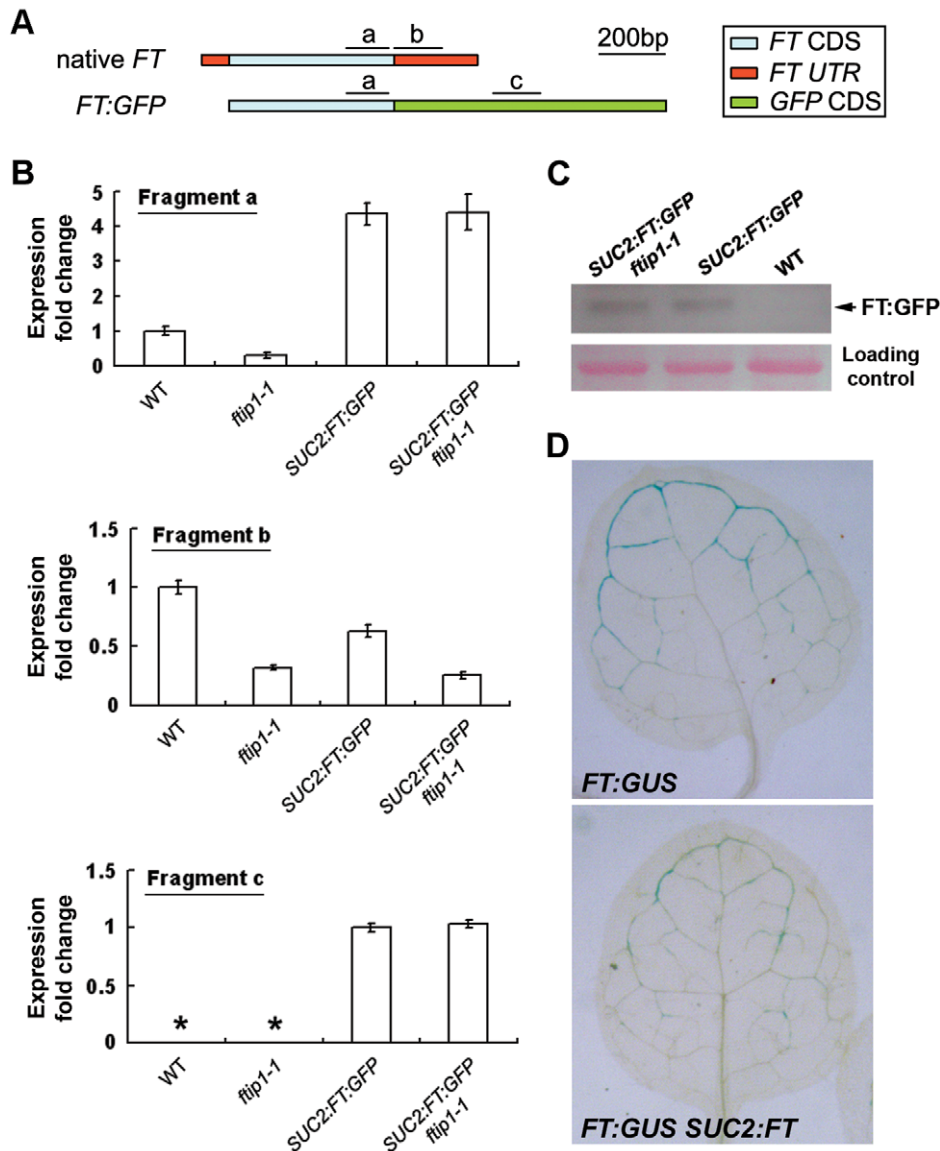 A
a
b
200bp
native FT
a
c
FT:GFP
FT CDS
FT UTR
GFP CDS
B
Fragment a
Expression
fold change
5
4
3
2
1
0
WT
ftip1-1
SUC2:FT:GFP
SUC2:FT:GFP
ftip1-1
Fragment b
Expression
fold change
1.5
1
0.5
0
WT
ftip1-1
SUC2:FT:GFP
SUC2:FT:GFP
ftip1-1
Fragment c
Expression
fold change
1.5
1
0.5
0
*
*
WT
ftip1-1
SUC2:FT:GFP
SUC2:FT:GFP
ftip1-1
C
SUC2:FT:GFP
ftip1-1
SUC2:FT:GFP
WT
FT:GFP
Loading
control
D
FT:GUS
FT:GUS SUC2:FT